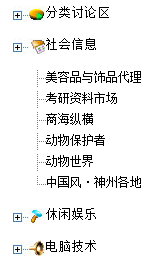 分类讨论区
社会信息
美容品与饰品代理
考研资料市场
商海纵横
动物保护者
动物世界
中国风·神州各地
休闲娱乐
电脑技术